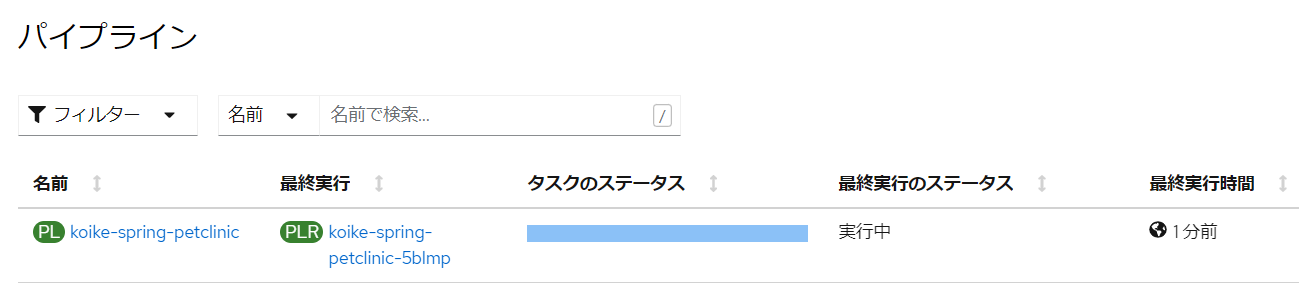 パイプライン
フィルター 名前 名前で検索... /
名前 最終実行 タスクのステータス 最終実行のステータス 最終実行時間
PL koike-spring-petclinic PLR koike-spring- 実行中 1 分前
petclinic-5blmp